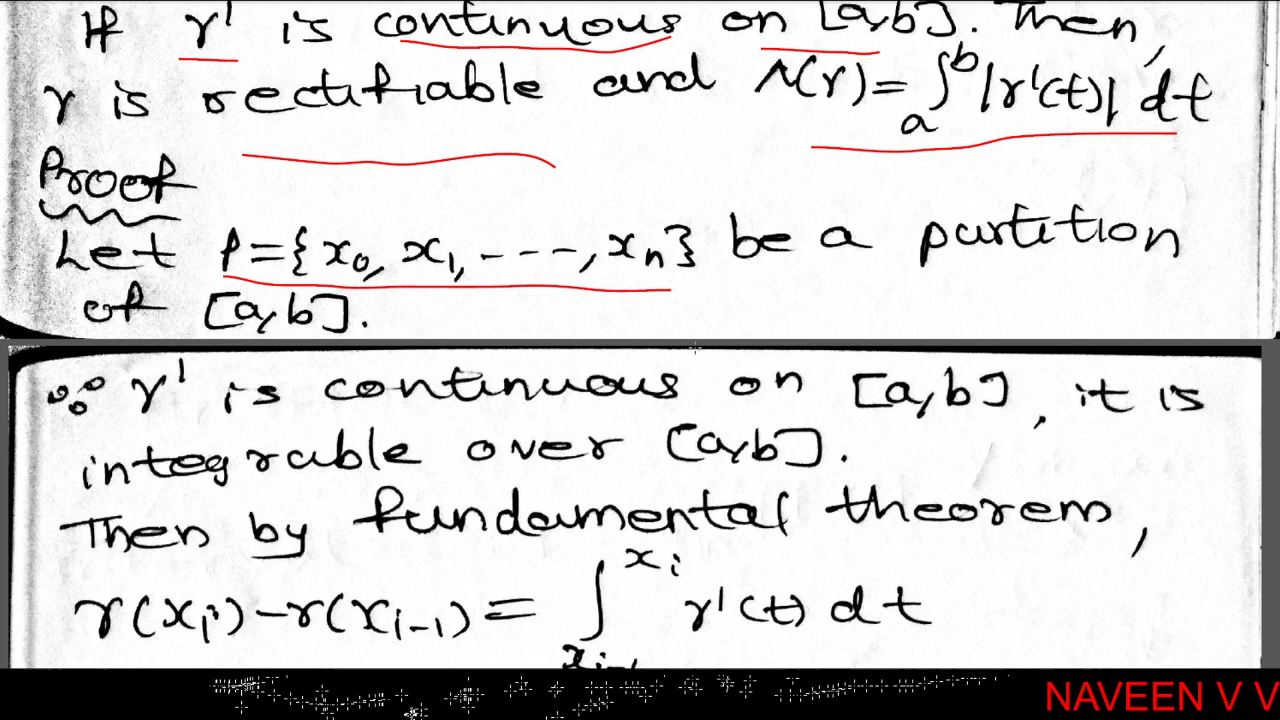 If γ' is continuous on [a,b]. Then,
γ is rectifiable and Λ(γ) = ∫_a^b |γ'(t)| dt
Proof
Let P={x₀, x₁, ---, xₙ} be a partition
of [a,b].
∵ γ' is continuous on [a,b], it is
integrable over [a,b].
Then by fundamental theorem,
γ(xᵢ)-γ(xᵢ₋₁) = ∫_{xᵢ₋₁}^{xᵢ} γ'(t) dt
NAVEEN V V